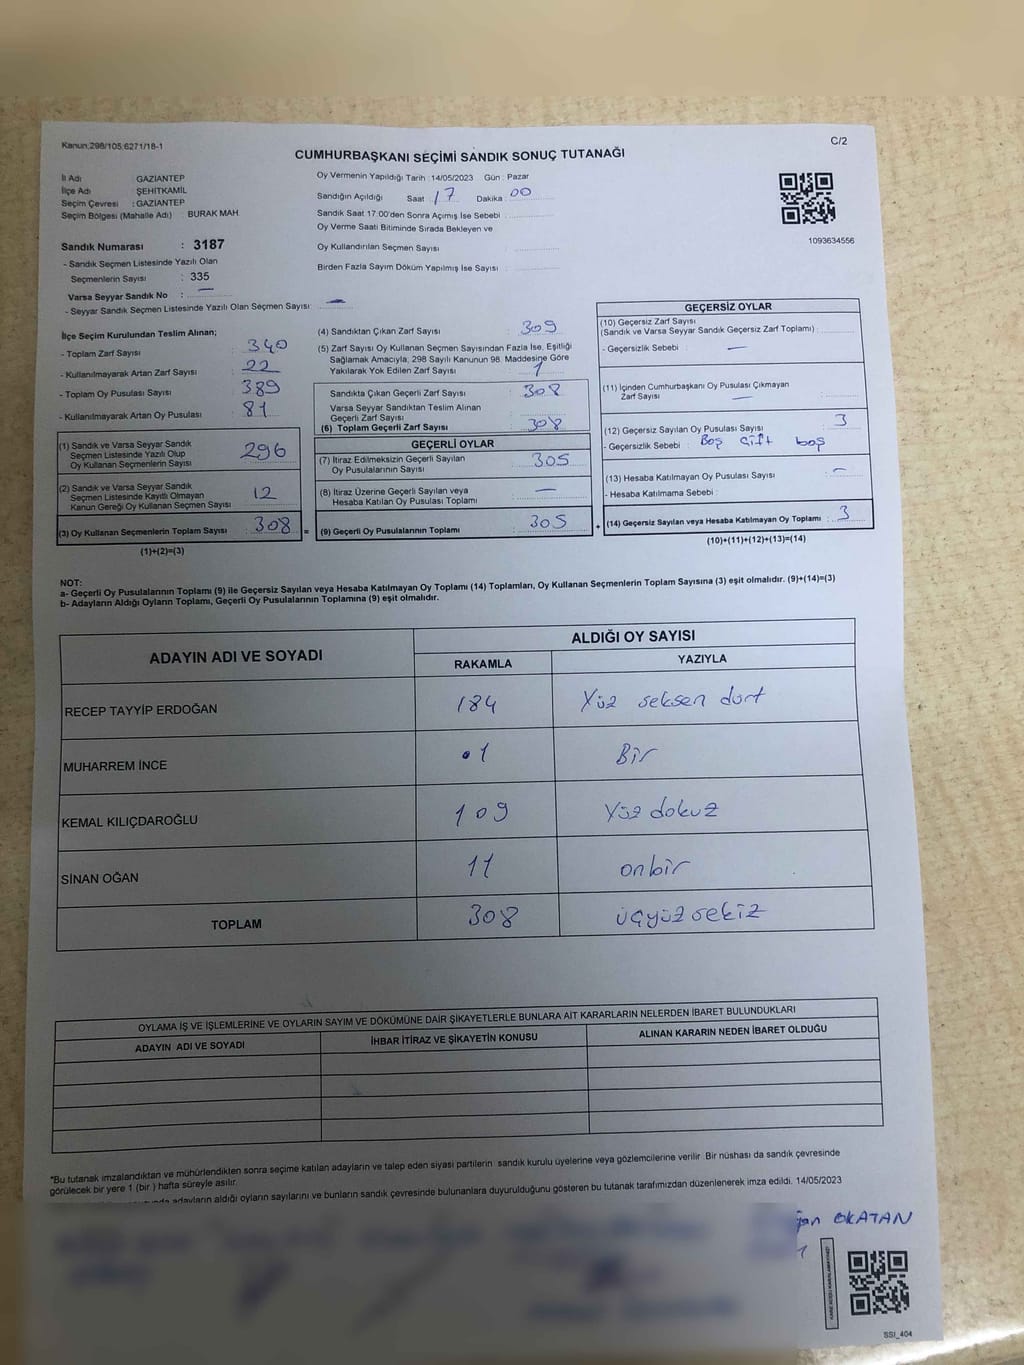 Kanun:298/105;6271/18-1
C/2
CUMHURBAŞKANI SEÇİMİ SANDIK SONUÇ TUTANAĞI
İl Adı : GAZİANTEP
İlçe Adı : ŞEHİTKAMİL
Seçim Çevresi : GAZİANTEP
Seçim Bölgesi (Mahalle Adı) BURAK MAH.
Sandık Numarası : 3187
- Sandık Seçmen Listesinde Yazılı Olan
Seçmenlerin Sayısı : 335
Varsa Seyyar Sandık No : —
- Seyyar Sandık Seçmen Listesinde Yazılı Olan Seçmen Sayısı: —
Oy Vermenin Yapıldığı Tarih : 14/05/2023 Gün : Pazar
Sandığın Açıldığı Saat 17 Dakika : 00
Sandık Saat 17.00'den Sonra Açımış İse Sebebi :
Oy Verme Saati Bitiminde Sırada Bekleyen ve
Oy Kullandırılan Seçmen Sayısı :
Birden Fazla Sayım Döküm Yapılmış İse Sayısı :
1093634556
İlçe Seçim Kurulundan Teslim Alınan;
- Toplam Zarf Sayısı : 340
- Kullanılmayarak Artan Zarf Sayısı : 22
- Toplam Oy Pusulası Sayısı : 389
- Kullanılmayarak Artan Oy Pusulası : 81
(1) Sandık ve Varsa Seyyar Sandık
Seçmen Listesinde Yazılı Olup
Oy Kullanan Seçmenlerin Sayısı : 296
(2) Sandık ve Varsa Seyyar Sandık
Seçmen Listesinde Kayıtlı Olmayan
Kanun Gereği Oy Kullanan Seçmen Sayısı : 12
(3) Oy Kullanan Seçmenlerin Toplam Sayısı : 308 =
(1)+(2)=(3)
(4) Sandıktan Çıkan Zarf Sayısı : 309
(5) Zarf Sayısı Oy Kullanan Seçmen Sayısından Fazla İse, Eşitliği
Sağlamak Amacıyla, 298 Sayılı Kanunun 98. Maddesine Göre
Yakılarak Yok Edilen Zarf Sayısı : 1
Sandıkta Çıkan Geçerli Zarf Sayısı : 308
Varsa Seyyar Sandıktan Teslim Alınan
Geçerli Zarf Sayısı :
(6) Toplam Geçerli Zarf Sayısı : 308
GEÇERLİ OYLAR
(7) İtiraz Edilmeksizin Geçerli Sayılan
Oy Pusulalarının Sayısı : 305
(8) İtiraz Üzerine Geçerli Sayılan veya
Hesaba Katılan Oy Pusulası Toplamı : —
(9) Geçerli Oy Pusulalarının Toplamı : 305 +
GEÇERSİZ OYLAR
(10) Geçersiz Zarf Sayısı
(Sandık ve Varsa Seyyar Sandık Geçersiz Zarf Toplamı) :
- Geçersizlik Sebebi : —
(11) İçinden Cumhurbaşkanı Oy Pusulası Çıkmayan
Zarf Sayısı : —
(12) Geçersiz Sayılan Oy Pusulası Sayısı : 3
- Geçersizlik Sebebi : Boş çift boş
(13) Hesaba Katılmayan Oy Pusulası Sayısı : —
- Hesaba Katılmama Sebebi :
(14) Geçersiz Sayılan veya Hesaba Katılmayan Oy Toplamı : 3
(10)+(11)+(12)+(13)=(14)
NOT:
a- Geçerli Oy Pusulalarının Toplamı (9) ile Geçersiz Sayılan veya Hesaba Katılmayan Oy Toplamı (14) Toplamları, Oy Kullanan Seçmenlerin Toplam Sayısına (3) eşit olmalıdır. (9)+(14)=(3)
b- Adayların Aldığı Oyların Toplamı, Geçerli Oy Pusulalarının Toplamına (9) eşit olmalıdır.
ADAYIN ADI VE SOYADI
ALDIĞI OY SAYISI
RAKAMLA YAZIYLA
RECEP TAYYİP ERDOĞAN 184 Yüz seksen dört
MUHARREM İNCE 1 Bir
KEMAL KILIÇDAROĞLU 109 Yüz dokuz
SİNAN OĞAN 11 onbir
TOPLAM 308 üçyüz sekiz
OYLAMA İŞ VE İŞLEMLERİNE VE OYLARIN SAYIM VE DÖKÜMÜNE DAİR ŞİKAYETLERLE BUNLARA AİT KARARLARIN NELERDEN İBARET BULUNDUKLARI
ADAYIN ADI VE SOYADI İHBAR İTİRAZ VE ŞİKAYETİN KONUSU ALINAN KARARIN NEDEN İBARET OLDUĞU
*Bu tutanak imzalandıktan ve mühürlendikten sonra seçime katılan adayların ve talep eden siyasi partilerin sandık kurulu üyelerine veya gözlemcilerine verilir. Bir nüshası da sandık çevresinde
görülecek bir yere 1 (bir ) hafta süreyle asılır.
adayların aldığı oyların sayılarını ve bunların sandık çevresinde bulunanlara duyurulduğunu gösteren bu tutanak tarafımızdan düzenlenerek imza edildi. 14/05/2023
OKATAN
SSI_404